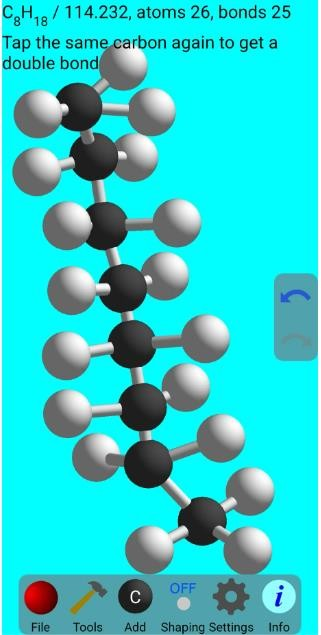 C₈H₁₈ / 114.232, atoms 26, bonds 25
Tap the same carbon again to get a
double bond
C
OFF
i
File Tools Add Shaping Settings Info